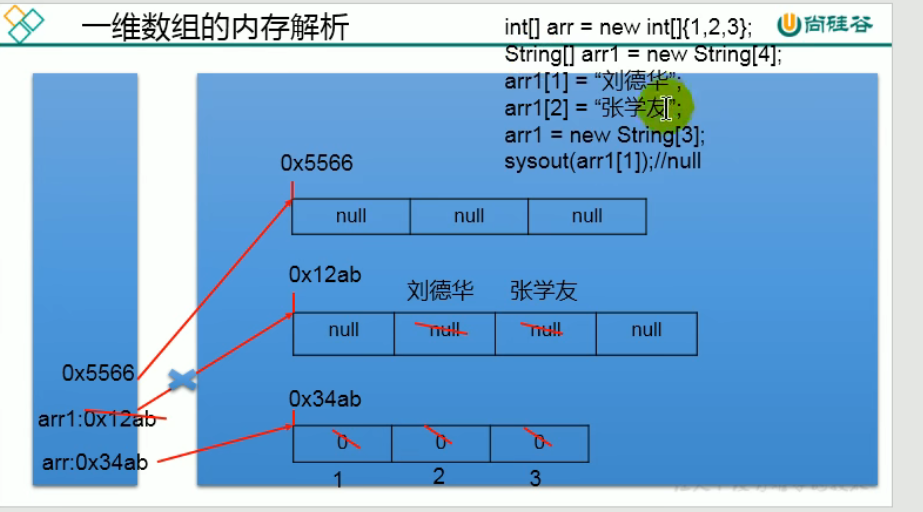 一维数组的内存解析
尚硅谷
int[] arr = new int[]{1,2,3};
String[] arr1 = new String[4];
arr1[1] = “刘德华”;
arr1[2] = “张学友”;
arr1 = new String[3];
sysout(arr1[1]);//null
0x5566
null null null
0x12ab
刘德华 张学友
null null null null
0x5566
arr1:0x12ab
0x34ab
0 0 0
arr:0x34ab
1 2 3